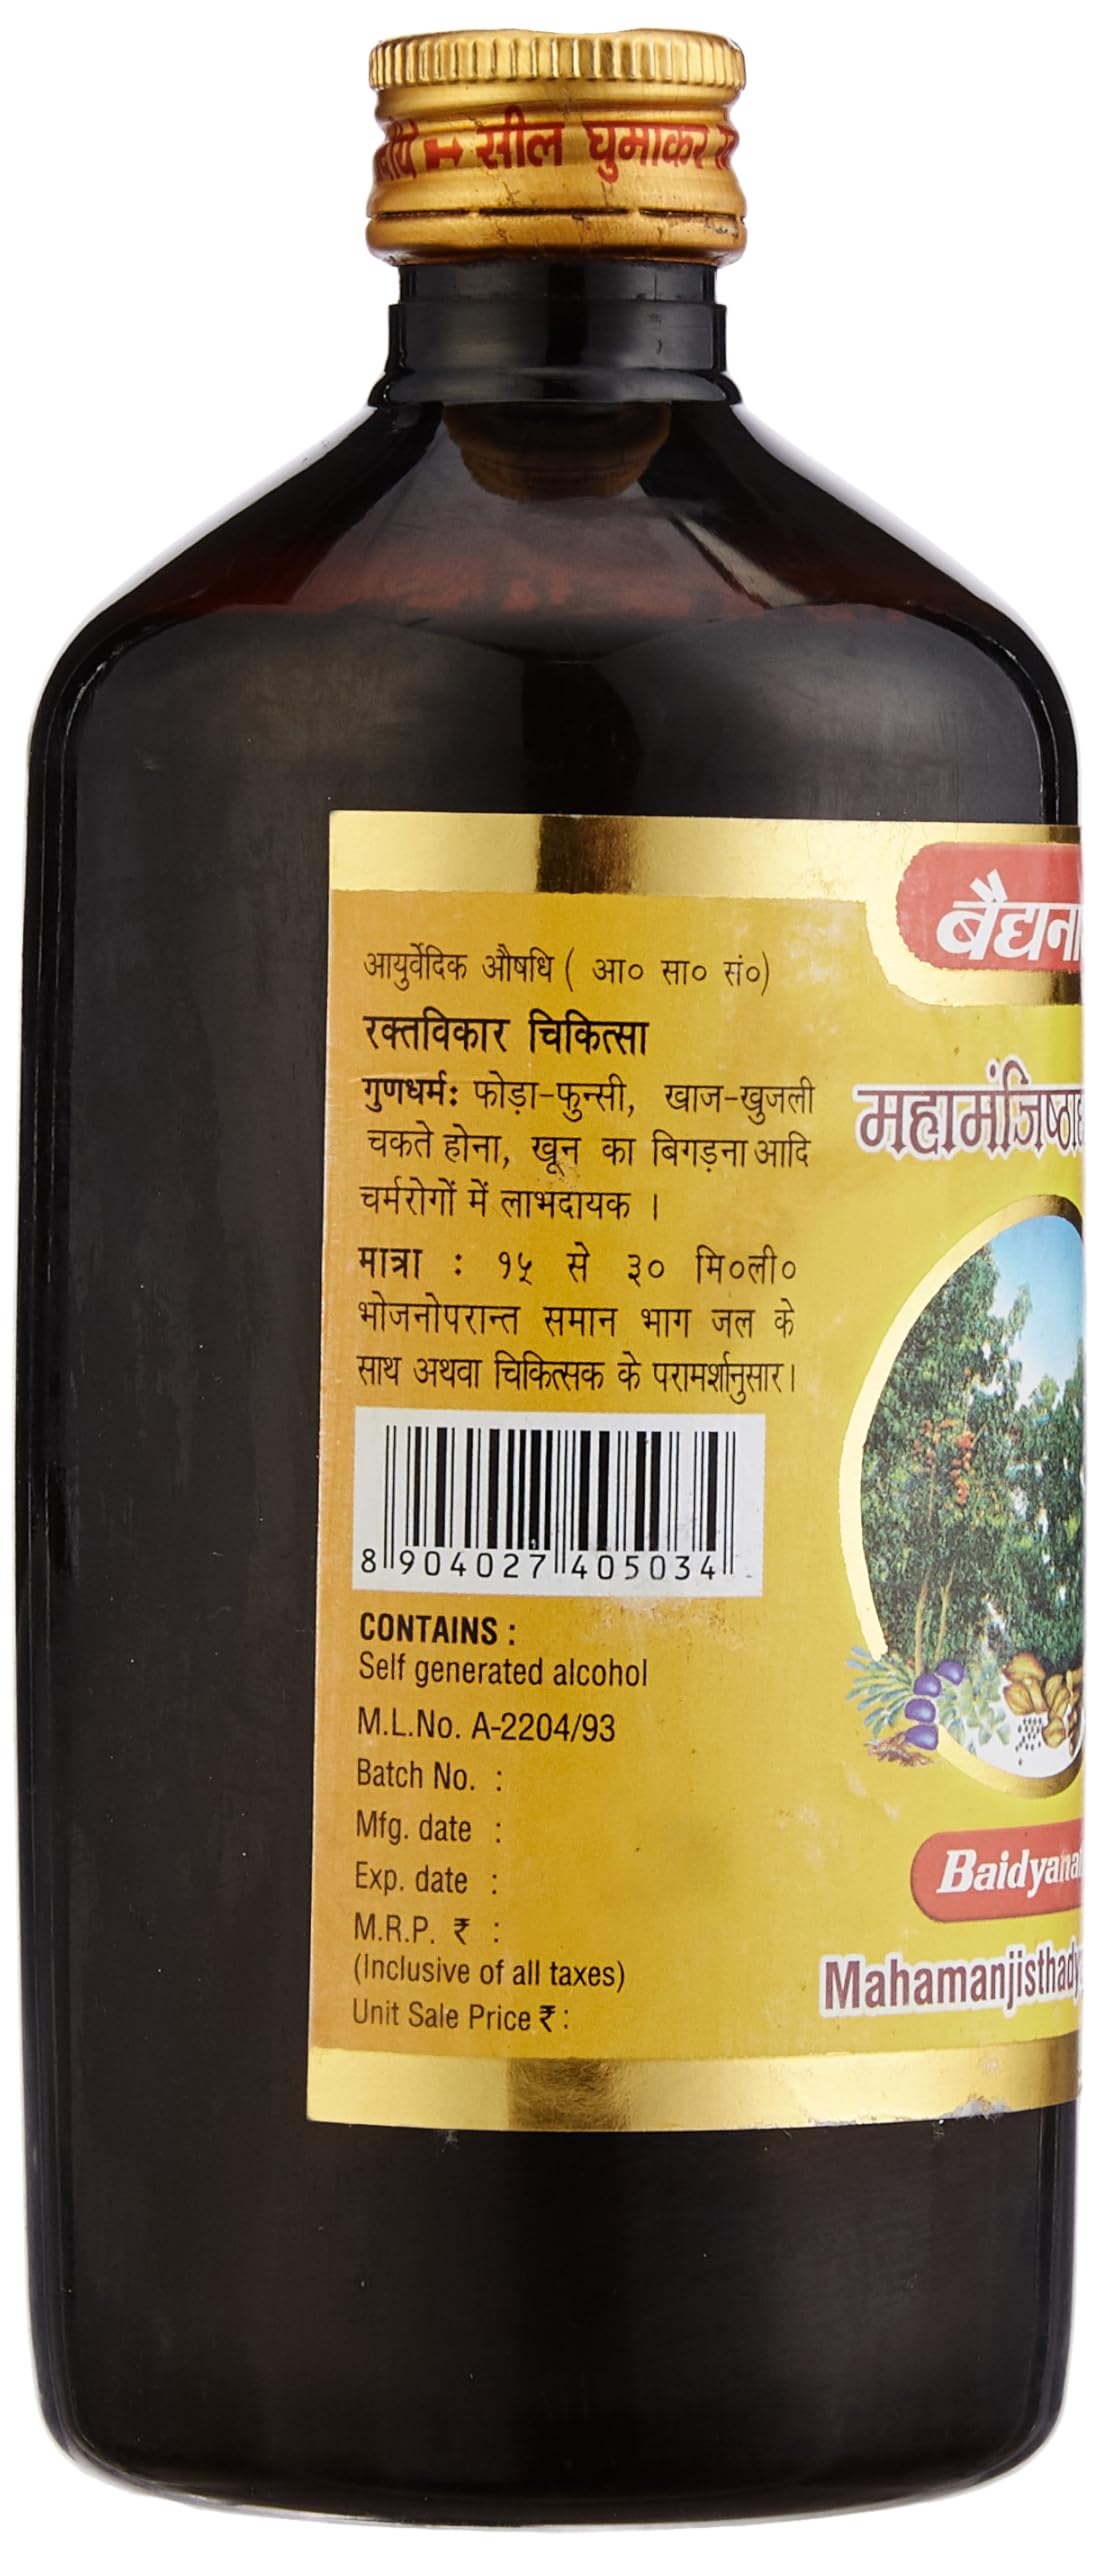 सील घुमाकर
आयुर्वेदिक औषधि ( आ० सा० सं०)
रक्तविकार चिकित्सा
गुणधर्मः फोड़ा-फुन्सी, खाज-खुजली
चकते होना, खून का बिगड़ना आदि
चर्मरोगों में लाभदायक ।
मात्रा : १५ से ३० मि०ली०
भोजनोपरान्त समान भाग जल के
साथ अथवा चिकित्सक के परामर्शानुसार।
8 904027 405034
CONTAINS :
Self generated alcohol
M.L.No. A-2204/93
Batch No. :
Mfg. date :
Exp. date :
M.R.P. ₹ :
(Inclusive of all taxes)
Unit Sale Price ₹ :
बैद्यना
महामंजिष्ठाद्य
Baidyana
Mahamanjisthady